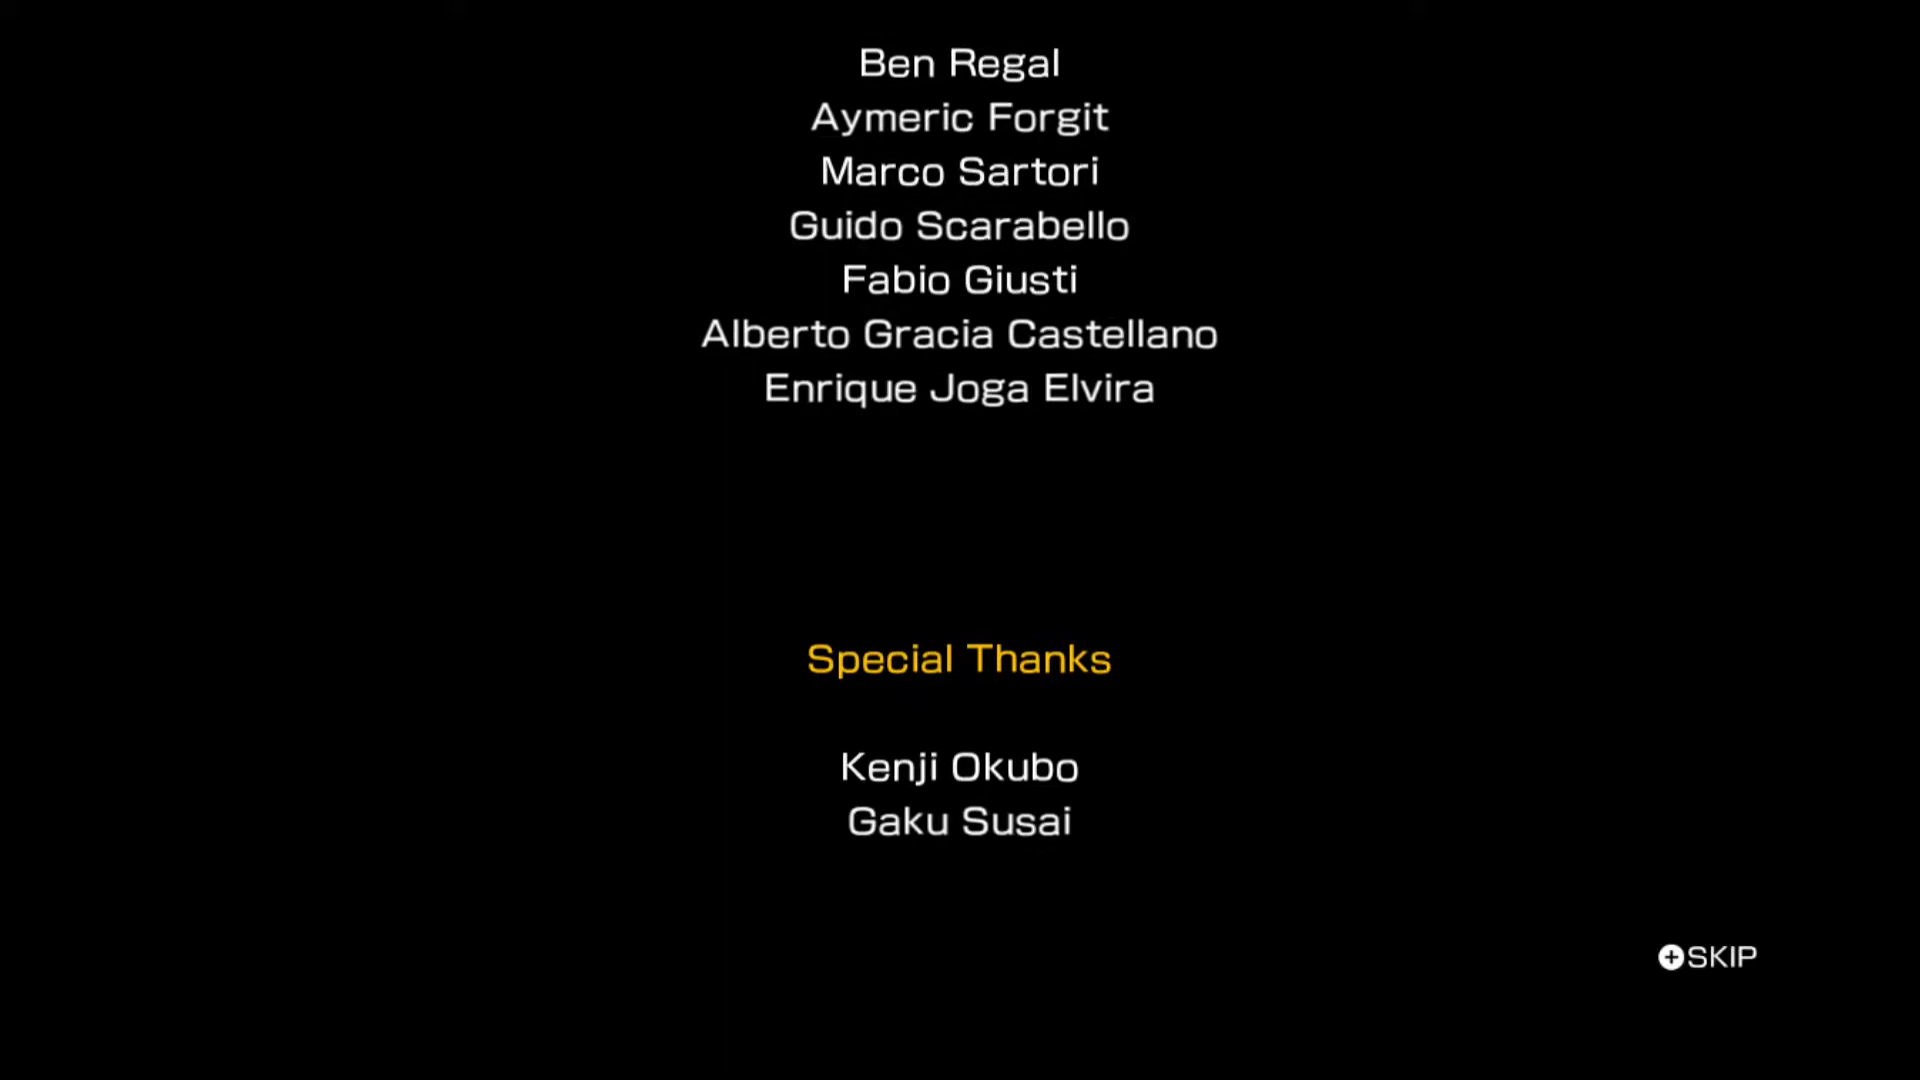 Ben Regal
Aymeric Forgit
Marco Sartori
Guido Scarabello
Fabio Giusti
Alberto Gracia Castellano
Enrique Joga Elvira
Special Thanks
Kenji Okubo
Gaku Susai
SKIP